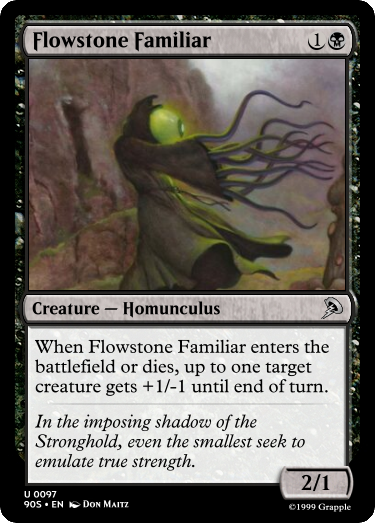 Flowstone Familiar 1
Creature — Homunculus
When Flowstone Familiar enters the
battlefield or dies, up to one target
creature gets +1/-1 until end of turn.
In the imposing shadow of the
Stronghold, even the smallest seek to
emulate true strength.
2/1
U 0097
90S • EN Don Maitz
©1999 Grapple